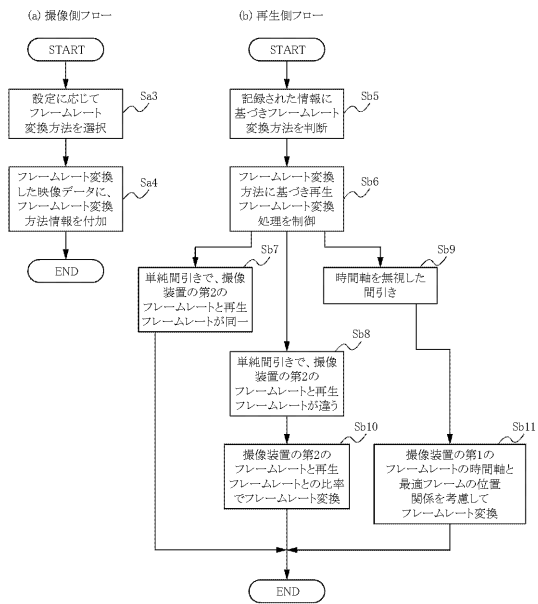 (a) 撮像側フロー
START
Sa3
設定に応じて
フレームレート
変換方法を選択
Sa4
フレームレート変換
した映像データに、
フレームレート変換
方法情報を付加
END
(b) 再生側フロー
START
Sb5
記録された情報に
基づきフレームレート
変換方法を判断
Sb6
フレームレート変換
方法に基づき再生
フレームレート変換
処理を制御
Sb7
単純間引きで、撮像
装置の第2の
フレームレートと再生
フレームレートが同一
Sb9
時間軸を無視した
間引き
Sb8
単純間引きで、撮像
装置の第2の
フレームレートと再生
フレームレートが違う
Sb10
撮像装置の第2の
フレームレートと再生
フレームレートとの比率
でフレームレート変換
Sb11
撮像装置の第1の
フレームレートの時間軸と
最適フレームの位置
関係を考慮して
フレームレート変換
END